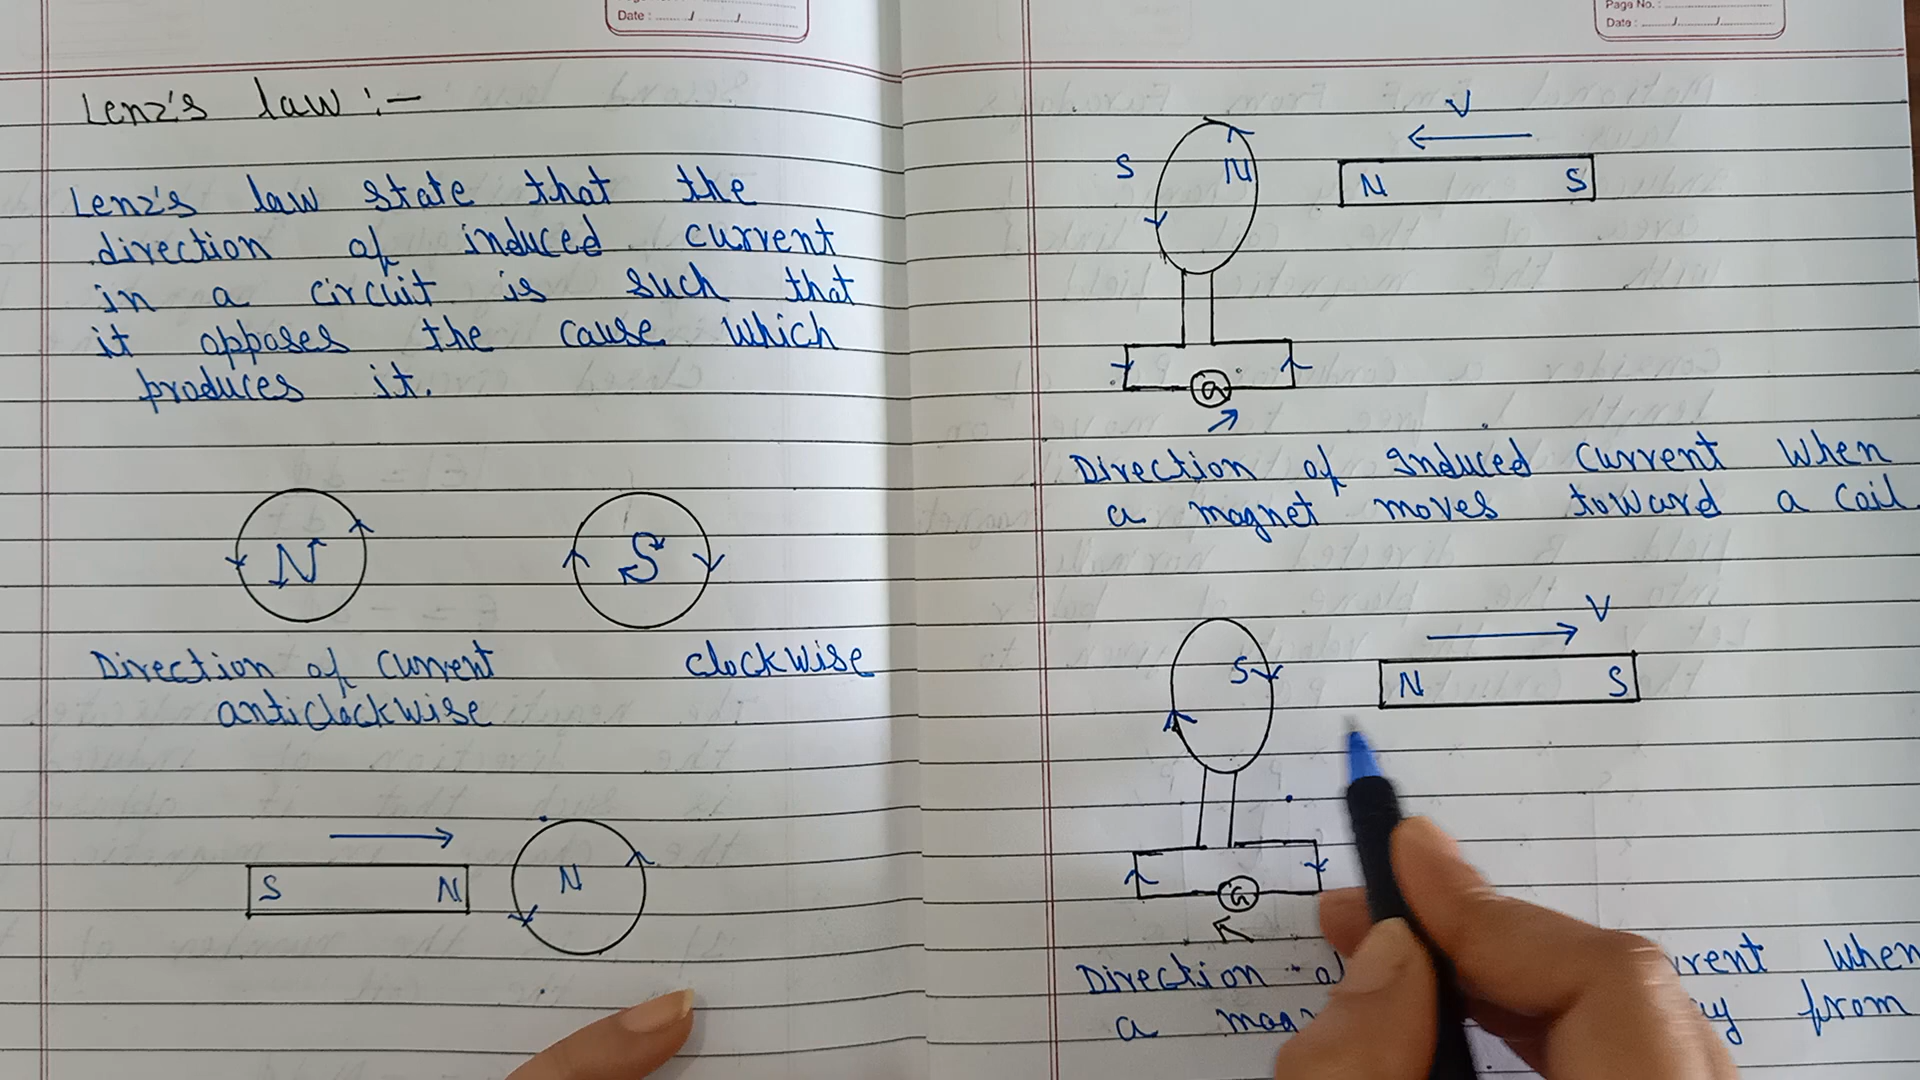 Date : ......../......../........
Lenz's law :-
Lenz's law state that the
direction of induced current
in a circuit is such that
it opposes the cause which
produces it.
N S
Direction of current clockwise
anticlockwise
S N N
Page No. :
Date : ......../......../........
V
S N N S
G
Direction of Induced current when
a magnet moves toward a coil
V
S N S
G
Direction current when
a from